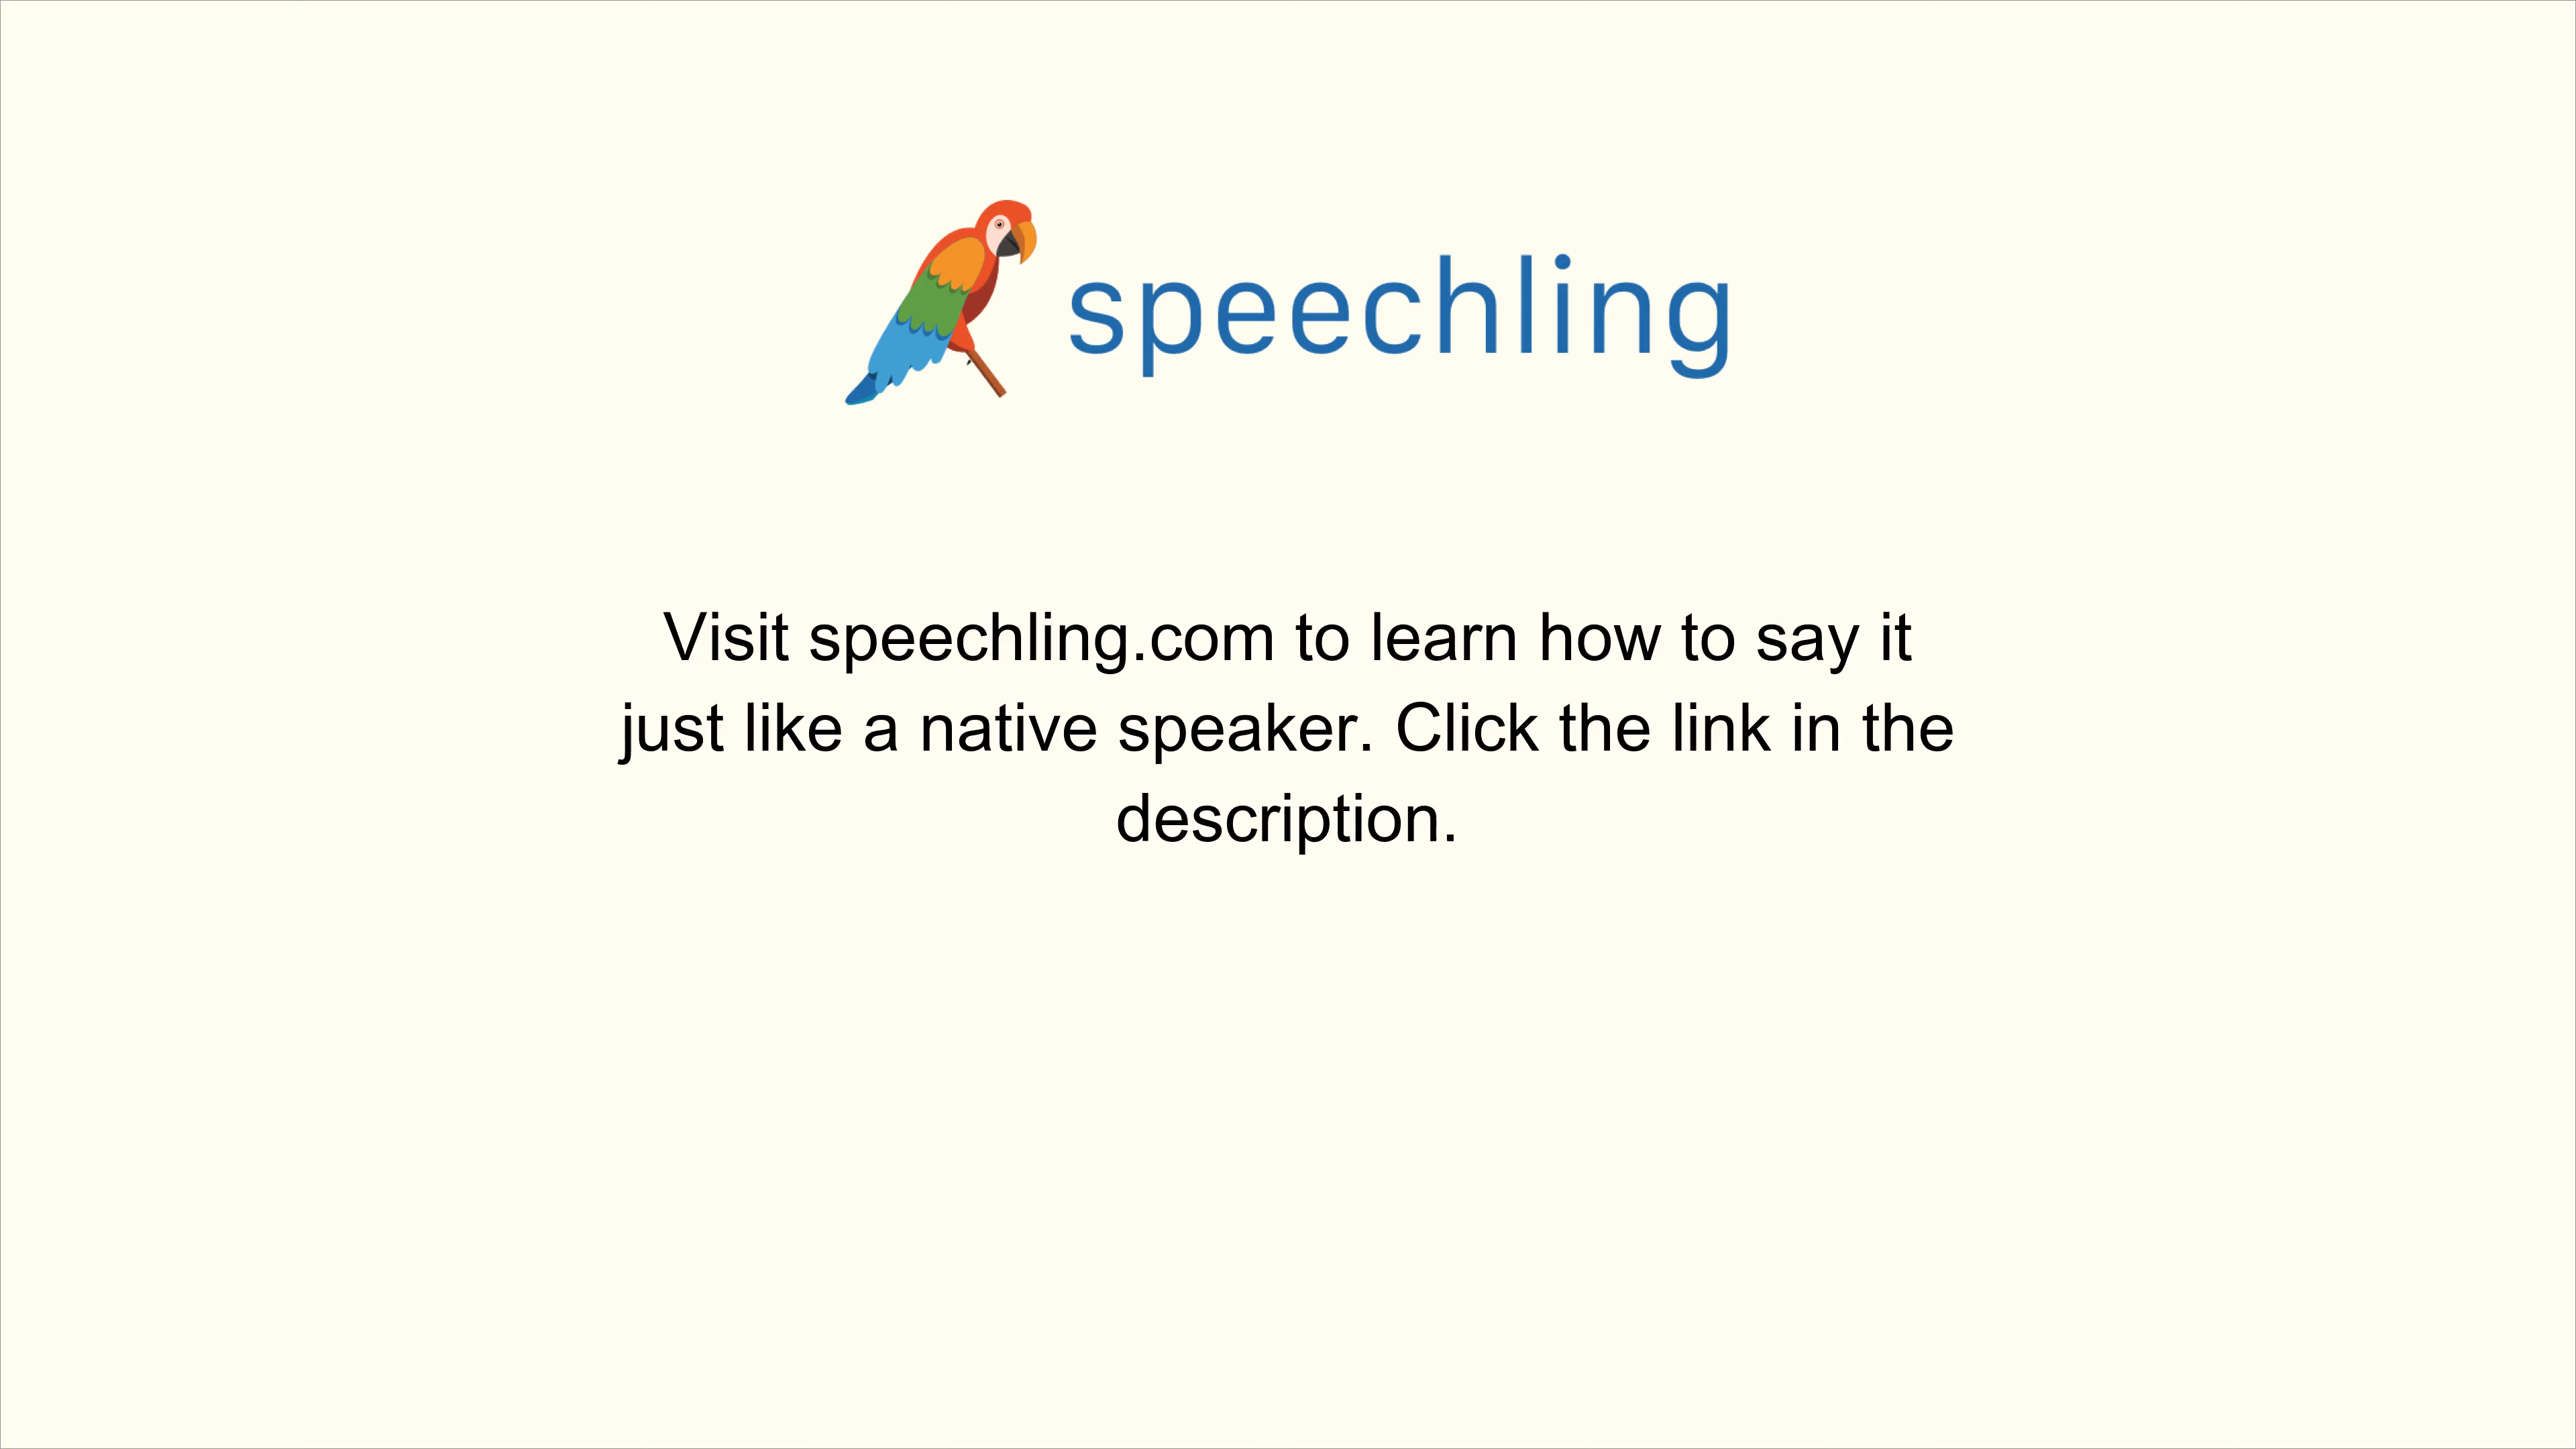 speechling
Visit speechling.com to learn how to say it
just like a native speaker. Click the link in the
description.